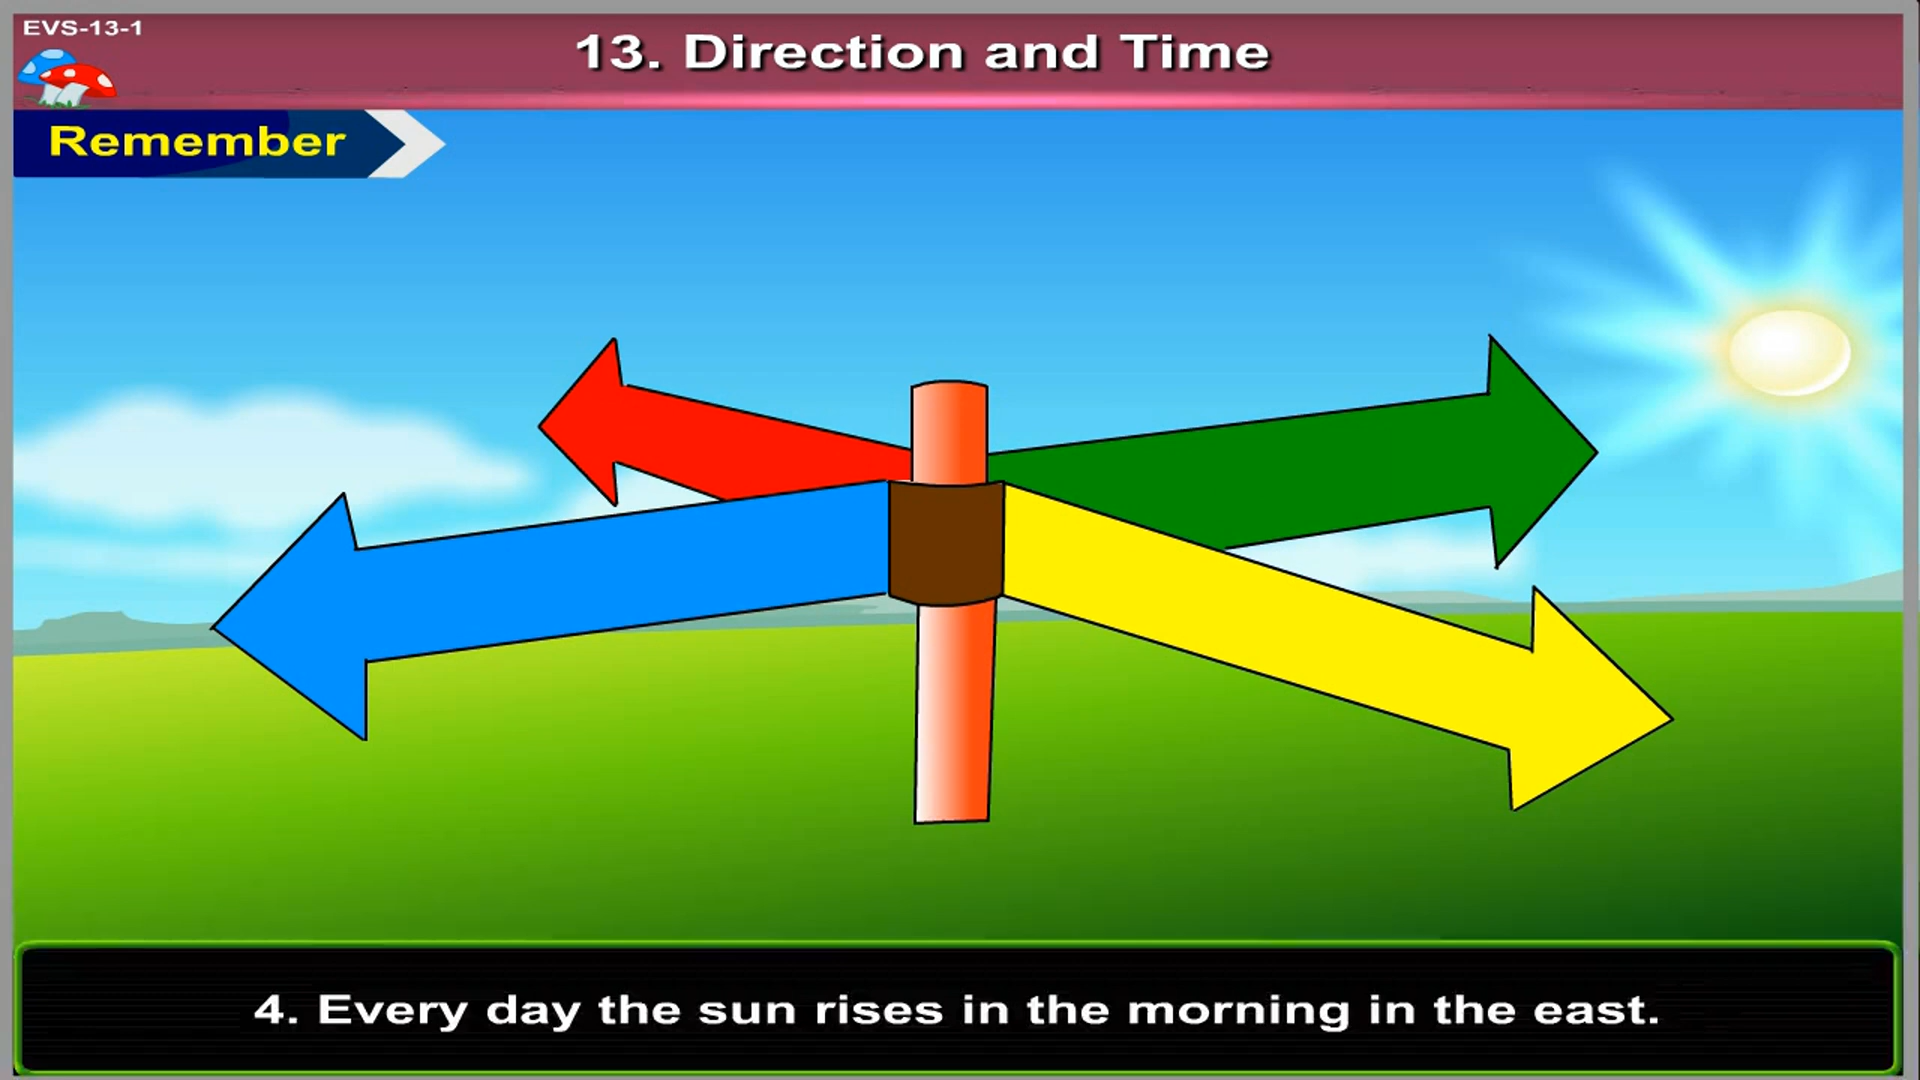 EVS-13-1
13. Direction and Time
Remember
4. Every day the sun rises in the morning in the east.